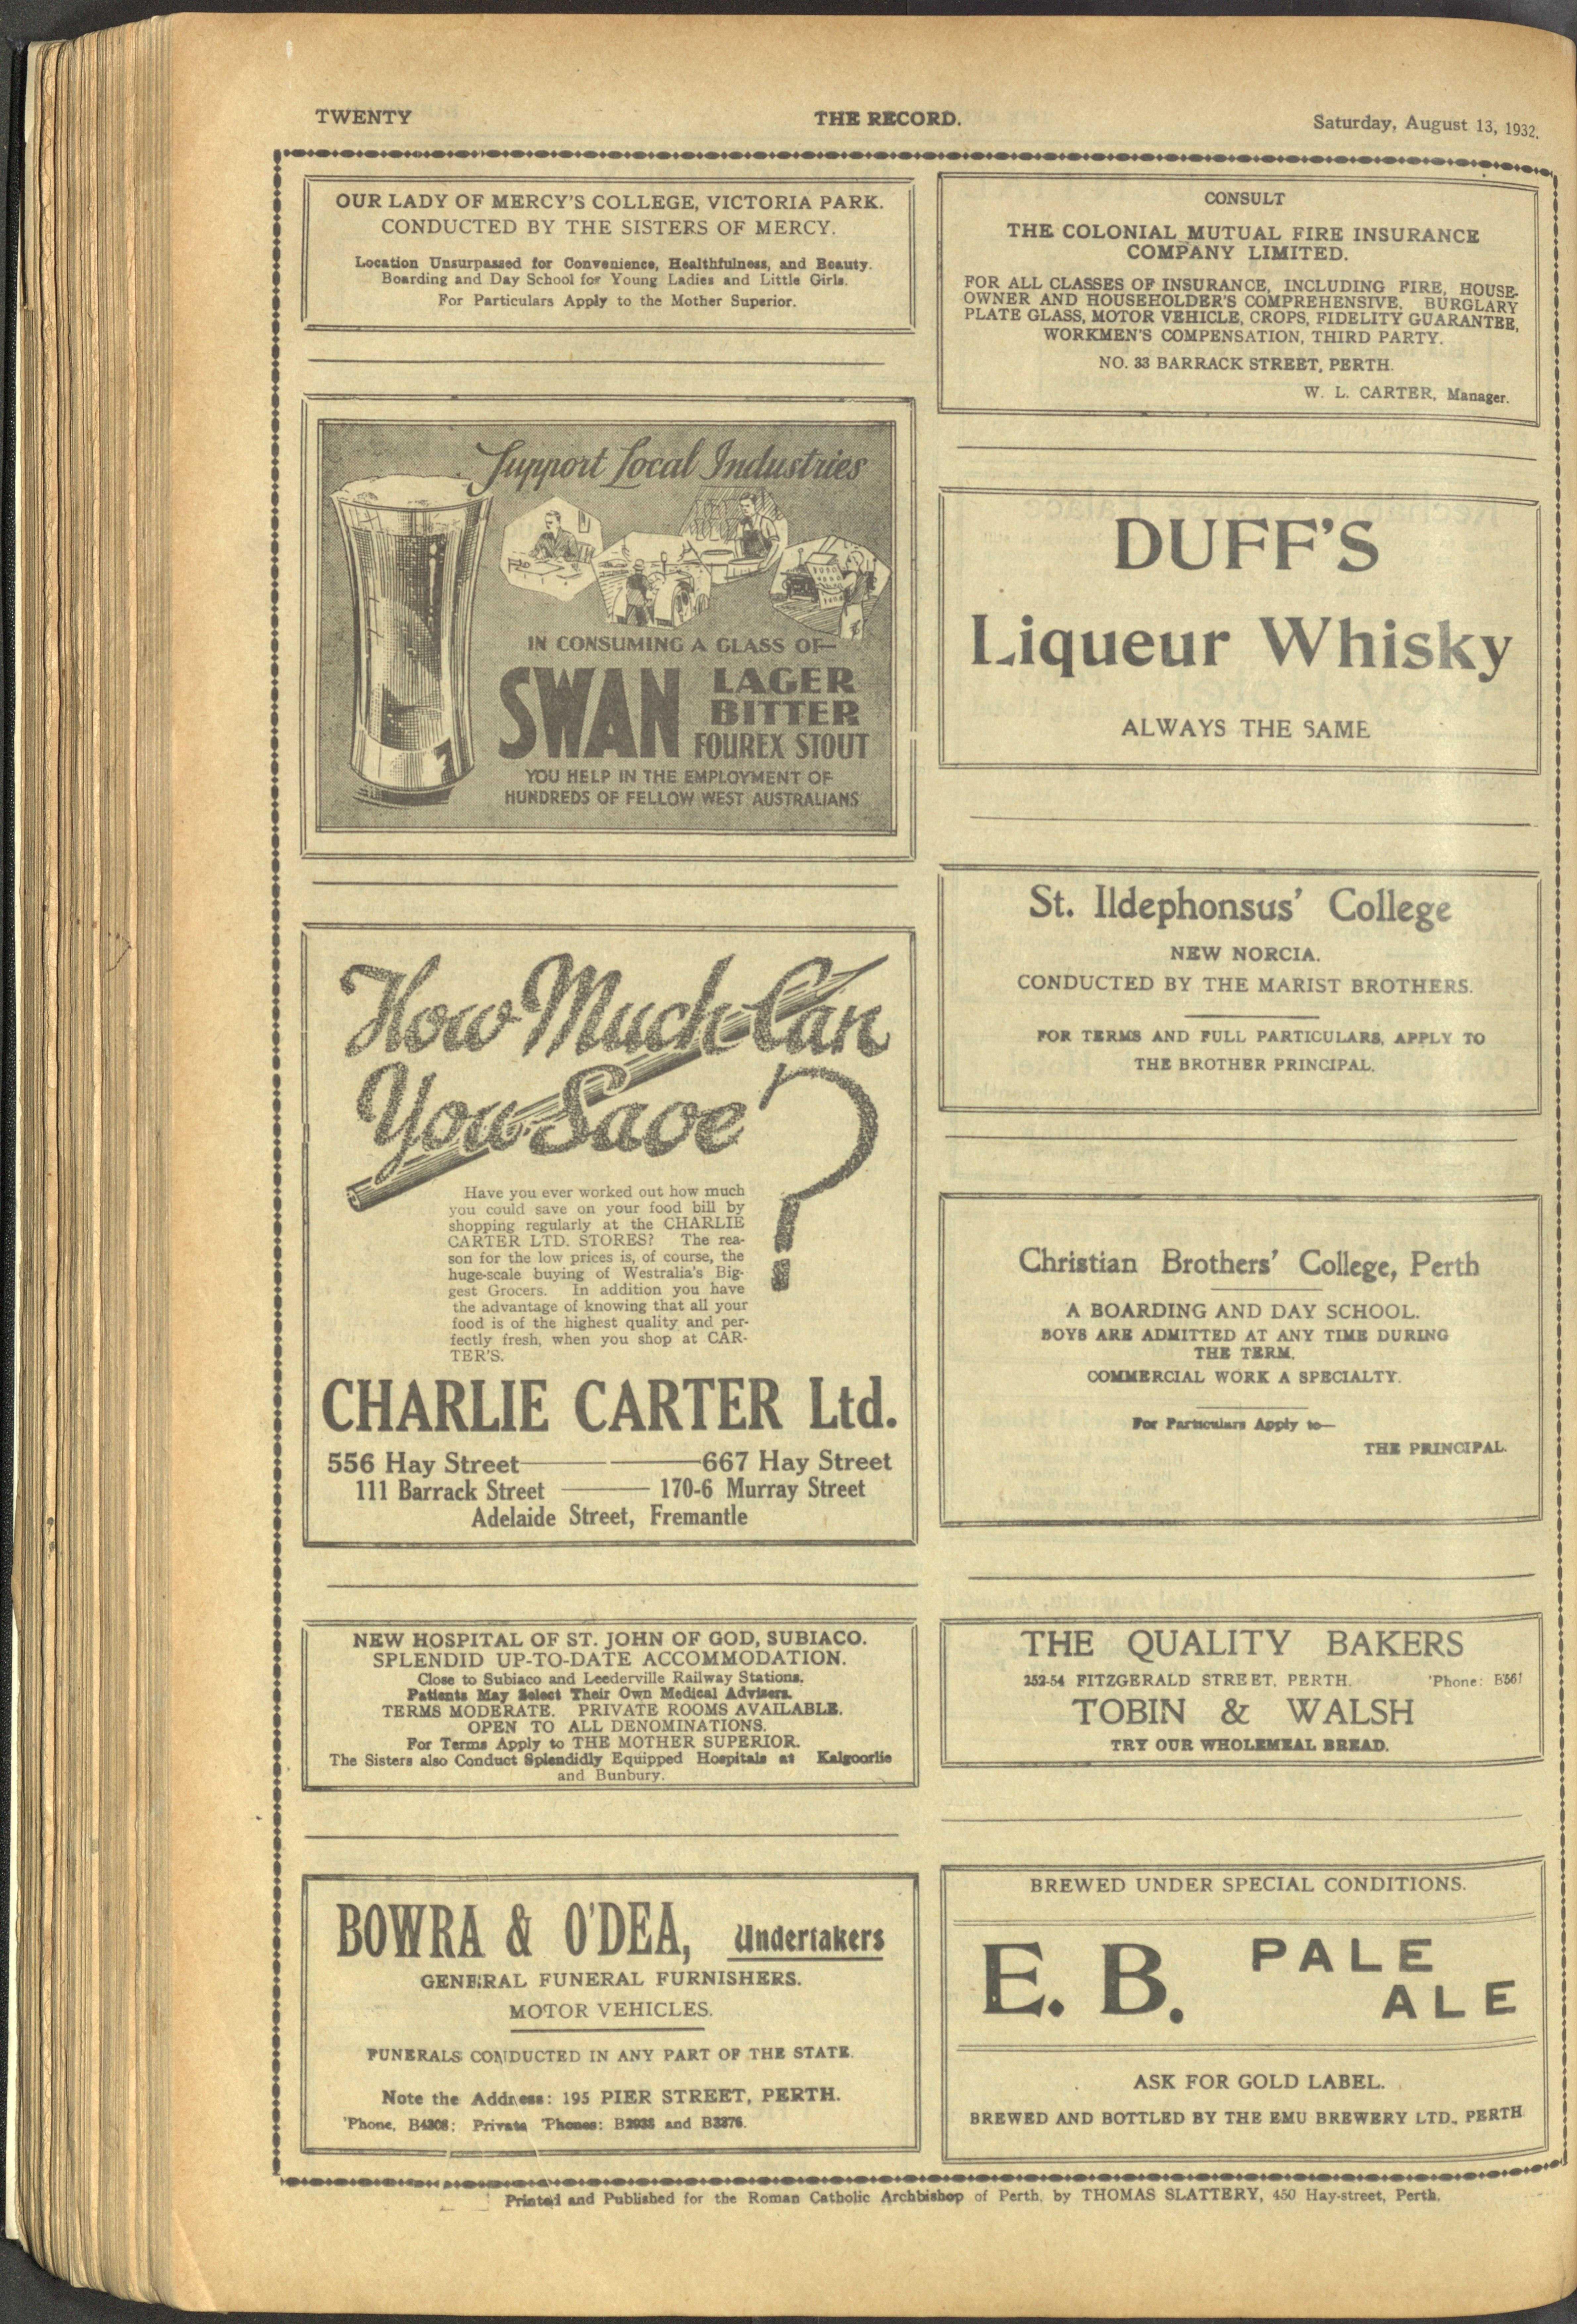 TWENTY
THE RECORD.
Saturday, August 13, 1932.
OUR LADY OF MERCY'S COLLEGE, VICTORIA PARK.
CONDUCTED BY THE SISTERS OF MERCY.
Location Unsurpassed for Convenience, Healthfulness, and Beauty.
Boarding and Day School for Young Ladies and Little Girls.
For Particulars Apply to the Mother Superior.
Support Local Industries
IN CONSUMING A GLASS OF—
SWAN
LAGER
BITTER
FOUREX STOUT
YOU HELP IN THE EMPLOYMENT OF
HUNDREDS OF FELLOW WEST AUSTRALIANS
How Much Can
You Save?
Have you ever worked out how much
you could save on your food bill by
shopping regularly at the CHARLIE
CARTER LTD. STORES? The rea-
son for the low prices is, of course, the
huge-scale buying of Westralia's Big-
gest Grocers. In addition you have
the advantage of knowing that all your
food is of the highest quality and per-
fectly fresh, when you shop at CAR-
TER'S.
CHARLIE CARTER Ltd.
556 Hay Street — — 667 Hay Street
111 Barrack Street — 170-6 Murray Street
Adelaide Street, Fremantle
NEW HOSPITAL OF ST. JOHN OF GOD, SUBIACO.
SPLENDID UP-TO-DATE ACCOMMODATION.
Close to Subiaco and Leederville Railway Stations.
Patients May Select Their Own Medical Advisers.
TERMS MODERATE. PRIVATE ROOMS AVAILABLE.
OPEN TO ALL DENOMINATIONS.
For Terms Apply to THE MOTHER SUPERIOR.
The Sisters also Conduct Splendidly Equipped Hospitals at Kalgoorlie
and Bunbury.
BOWRA & O'DEA, Undertakers
GENERAL FUNERAL FURNISHERS.
MOTOR VEHICLES.
FUNERALS CONDUCTED IN ANY PART OF THE STATE.
Note the Address: 195 PIER STREET, PERTH.
'Phone, B4308; Private 'Phones: B2938 and B3376.
CONSULT
THE COLONIAL MUTUAL FIRE INSURANCE
COMPANY LIMITED.
FOR ALL CLASSES OF INSURANCE, INCLUDING FIRE, HOUSE-
OWNER AND HOUSEHOLDER'S COMPREHENSIVE, BURGLARY
PLATE GLASS, MOTOR VEHICLE, CROPS, FIDELITY GUARANTEE,
WORKMEN'S COMPENSATION, THIRD PARTY.
NO. 33 BARRACK STREET, PERTH.
W. L. CARTER, Manager.
DUFF'S
Liqueur Whisky
ALWAYS THE SAME
St. Ildephonsus' College
NEW NORCIA.
CONDUCTED BY THE MARIST BROTHERS.
FOR TERMS AND FULL PARTICULARS, APPLY TO
THE BROTHER PRINCIPAL.
Christian Brothers' College, Perth
A BOARDING AND DAY SCHOOL.
BOYS ARE ADMITTED AT ANY TIME DURING
THE TERM.
COMMERCIAL WORK A SPECIALTY.
For Particulars Apply to—
THE PRINCIPAL.
THE QUALITY BAKERS
252-54 FITZGERALD STREET, PERTH. 'Phone: B561
TOBIN & WALSH
TRY OUR WHOLEMEAL BREAD.
BREWED UNDER SPECIAL CONDITIONS.
E. B. PALE
ALE
ASK FOR GOLD LABEL.
BREWED AND BOTTLED BY THE EMU BREWERY LTD., PERTH
Printed and Published for the Roman Catholic Archbishop of Perth, by THOMAS SLATTERY, 450 Hay-street, Perth.